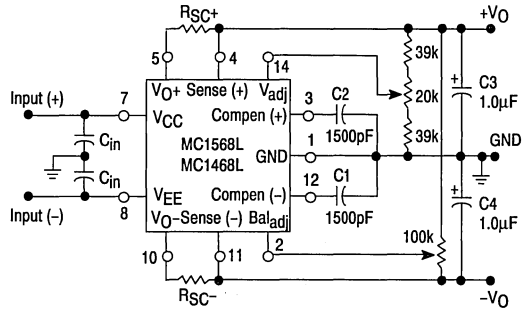 RSC+
+VO
5
4
14
39k
VO+ Sense (+) Vadj
C2
20k
+
C3
1.0µF
Input (+)
7
VCC
Compen (+)
3
1500pF
39k
Cin
MC1568L
MC1468L
GND
1
GND
Cin
Compen (-)
12
C1
1500pF
+
C4
1.0µF
Input (-)
8
VEE
VO- Sense (-) Baladj
100k
10
11
2
RSC-
-VO